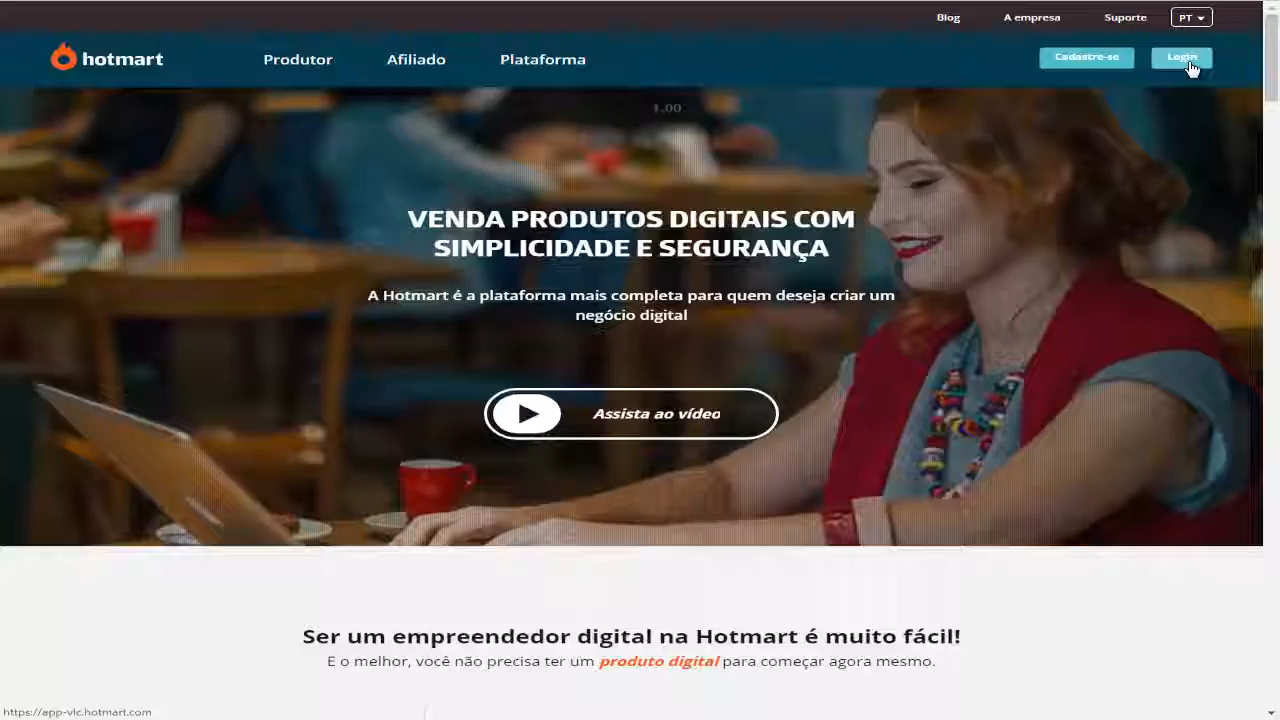 Blog A empresa Suporte PT
hotmart Produtor Afiliado Plataforma Cadastre-se Login
1.00
VENDA PRODUTOS DIGITAIS COM
SIMPLICIDADE E SEGURANÇA
A Hotmart é a plataforma mais completa para quem deseja criar um
negócio digital
Assista ao vídeo
Ser um empreendedor digital na Hotmart é muito fácil!
E o melhor, você não precisa ter um produto digital para começar agora mesmo.
https://app-vlc.hotmart.com